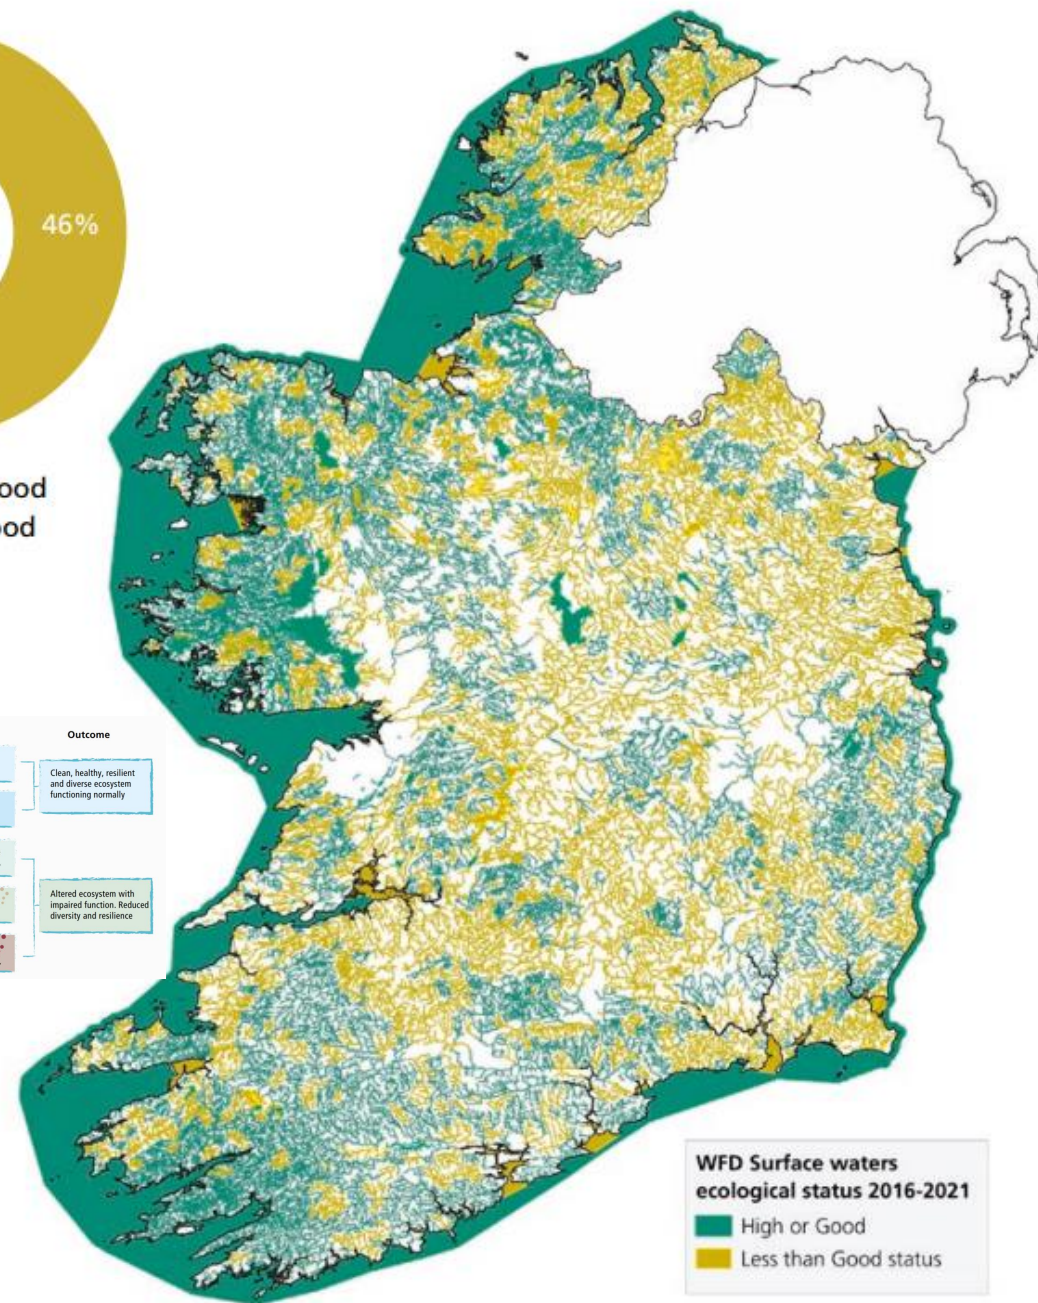 46%
ood
od
Outcome
Clean, healthy, resilient
and diverse ecosystem
functioning normally
Altered ecosystem with
impaired function. Reduced
diversity and resilience
WFD Surface waters
ecological status 2016-2021
High or Good
Less than Good status